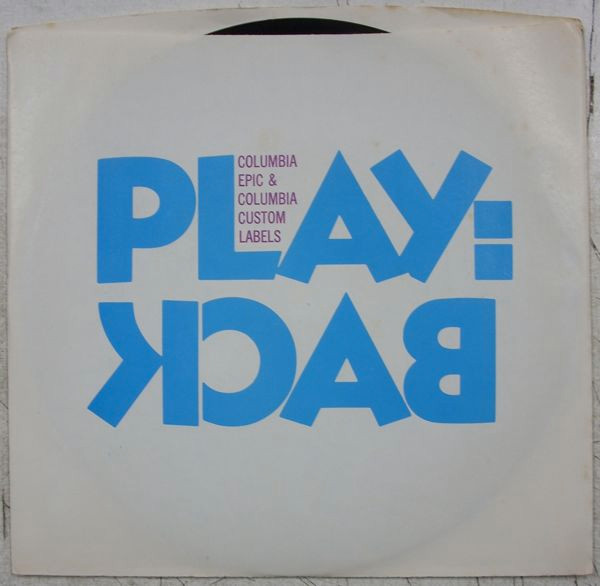 PLAY:
COLUMBIA
EPIC &
COLUMBIA
CUSTOM
LABELS
BACK